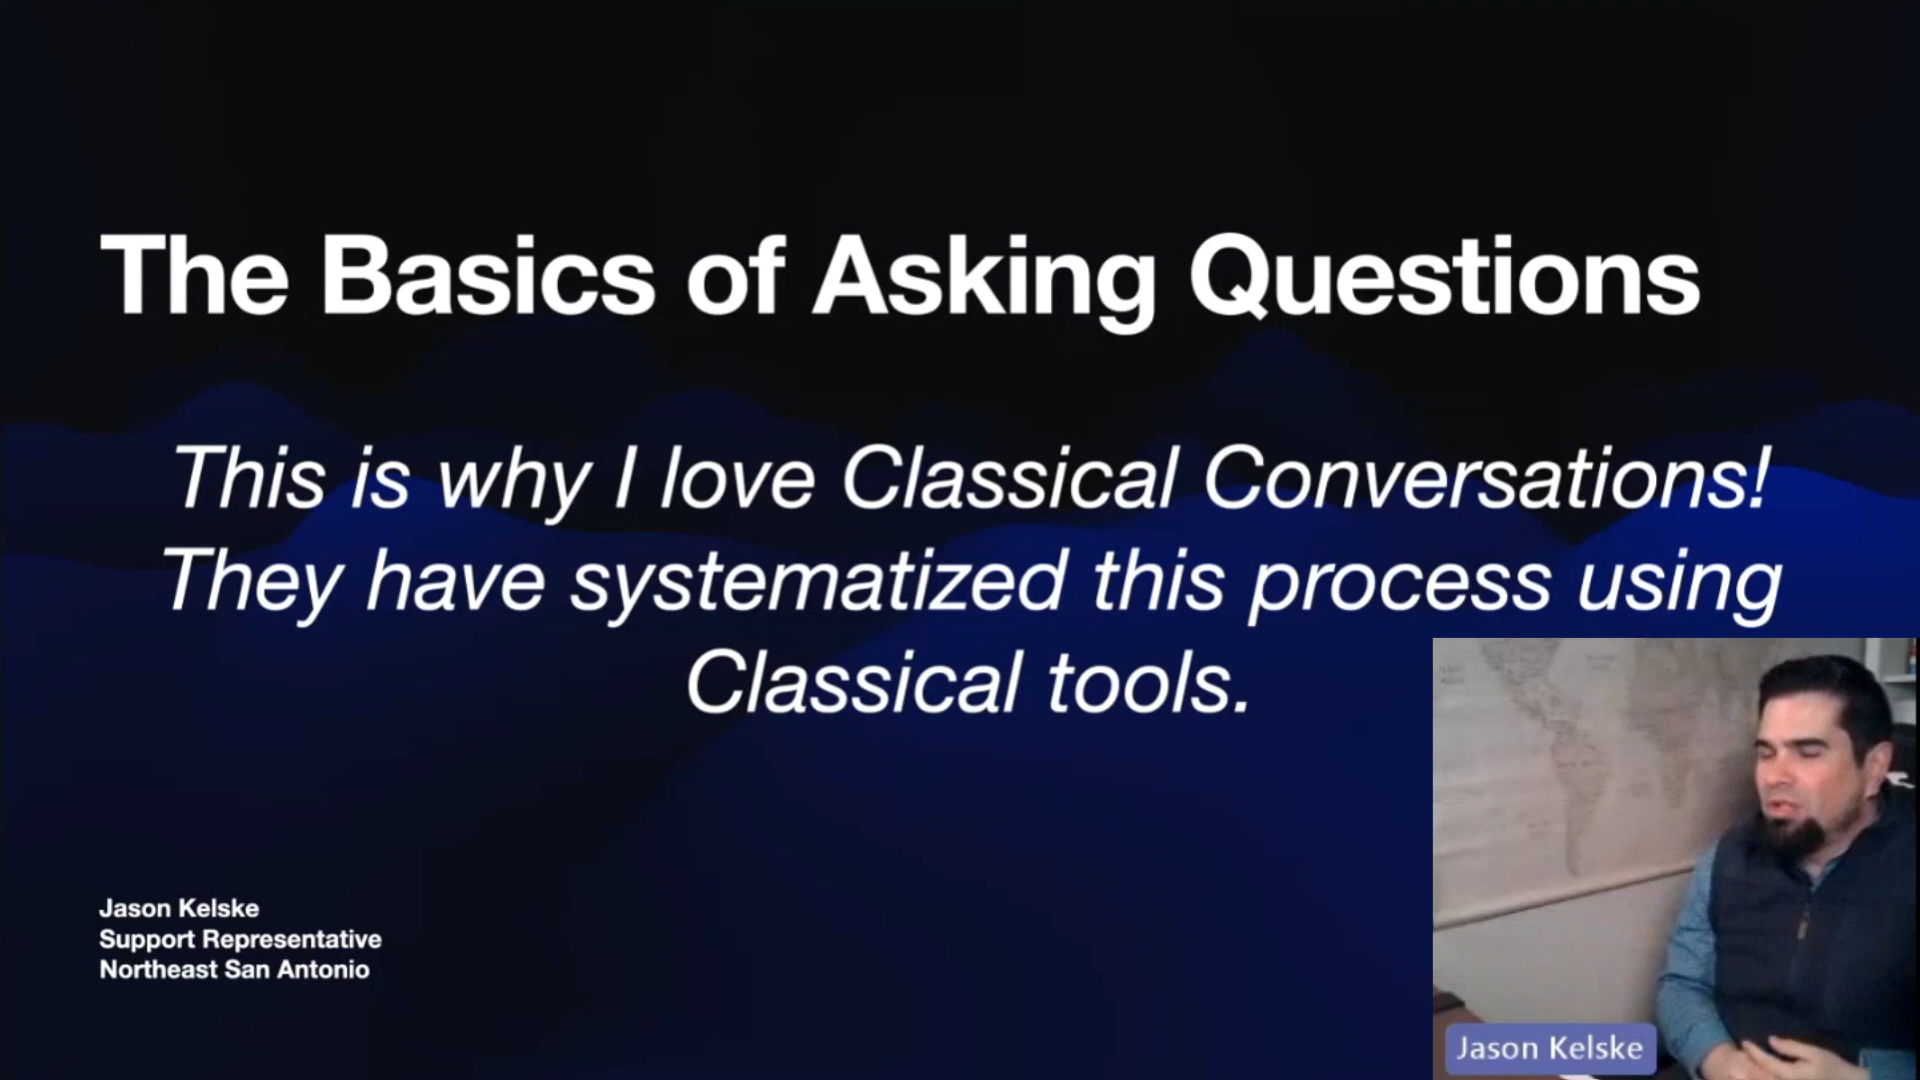 The Basics of Asking Questions
This is why I love Classical Conversations!
They have systematized this process using
Classical tools.
Jason Kelske
Support Representative
Northeast San Antonio
Jason Kelske